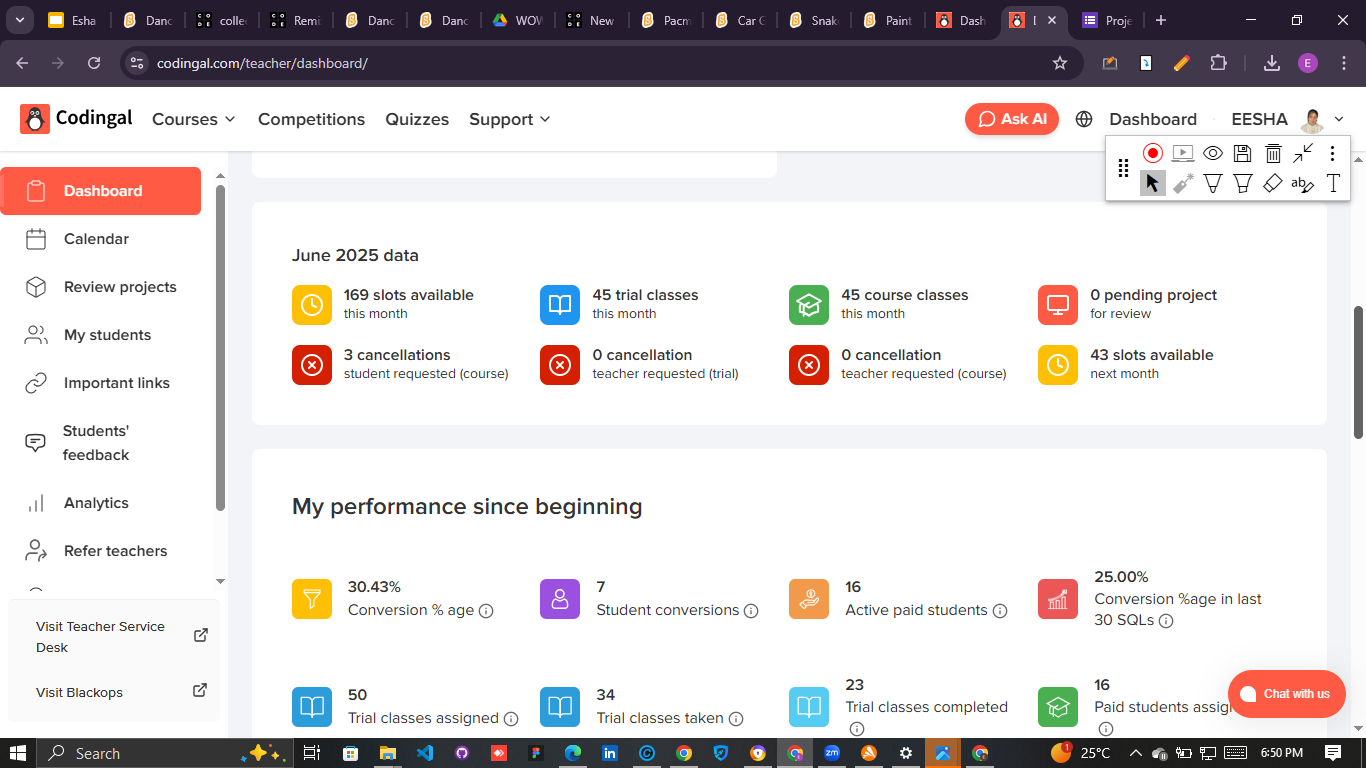 Esha
Danc
collec
Remi
Danc
Danc
WOW
New
Pacm
Car G
Snake
Paint
Dash
Proje
codingal.com/teacher/dashboard/
E
Codingal
Courses
Competitions
Quizzes
Support
Ask AI
Dashboard
EESHA
Dashboard
Calendar
Review projects
My students
Important links
Students'
feedback
Analytics
Refer teachers
Visit Teacher Service
Desk
Visit Blackops
June 2025 data
169 slots available
this month
45 trial classes
this month
45 course classes
this month
0 pending project
for review
3 cancellations
student requested (course)
0 cancellation
teacher requested (trial)
0 cancellation
teacher requested (course)
43 slots available
next month
My performance since beginning
30.43%
Conversion % age
7
Student conversions
16
Active paid students
25.00%
Conversion %age in last
30 SQLs
50
Trial classes assigned
34
Trial classes taken
23
Trial classes completed
16
Paid students assig
Chat with us
Search
25°C
6:50 PM